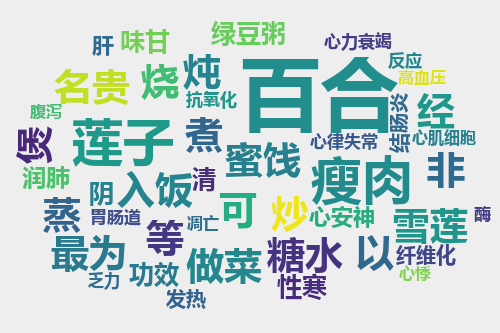 肝 味甘 绿豆粥 心力衰竭
名贵 烧 炖 百合 反应 高血压
腹泻 抗氧化 结肠炎 经
煲 莲子 煮 蜜饯 心律失常 心肌细胞
润肺 阴 入饭 清 瘦肉 非
蒸 胃肠道 等 凋亡 可 炒 心安神 雪莲 酶
最为 功效 做菜 糖水 以 纤维化
乏力 发热 性寒 心悸